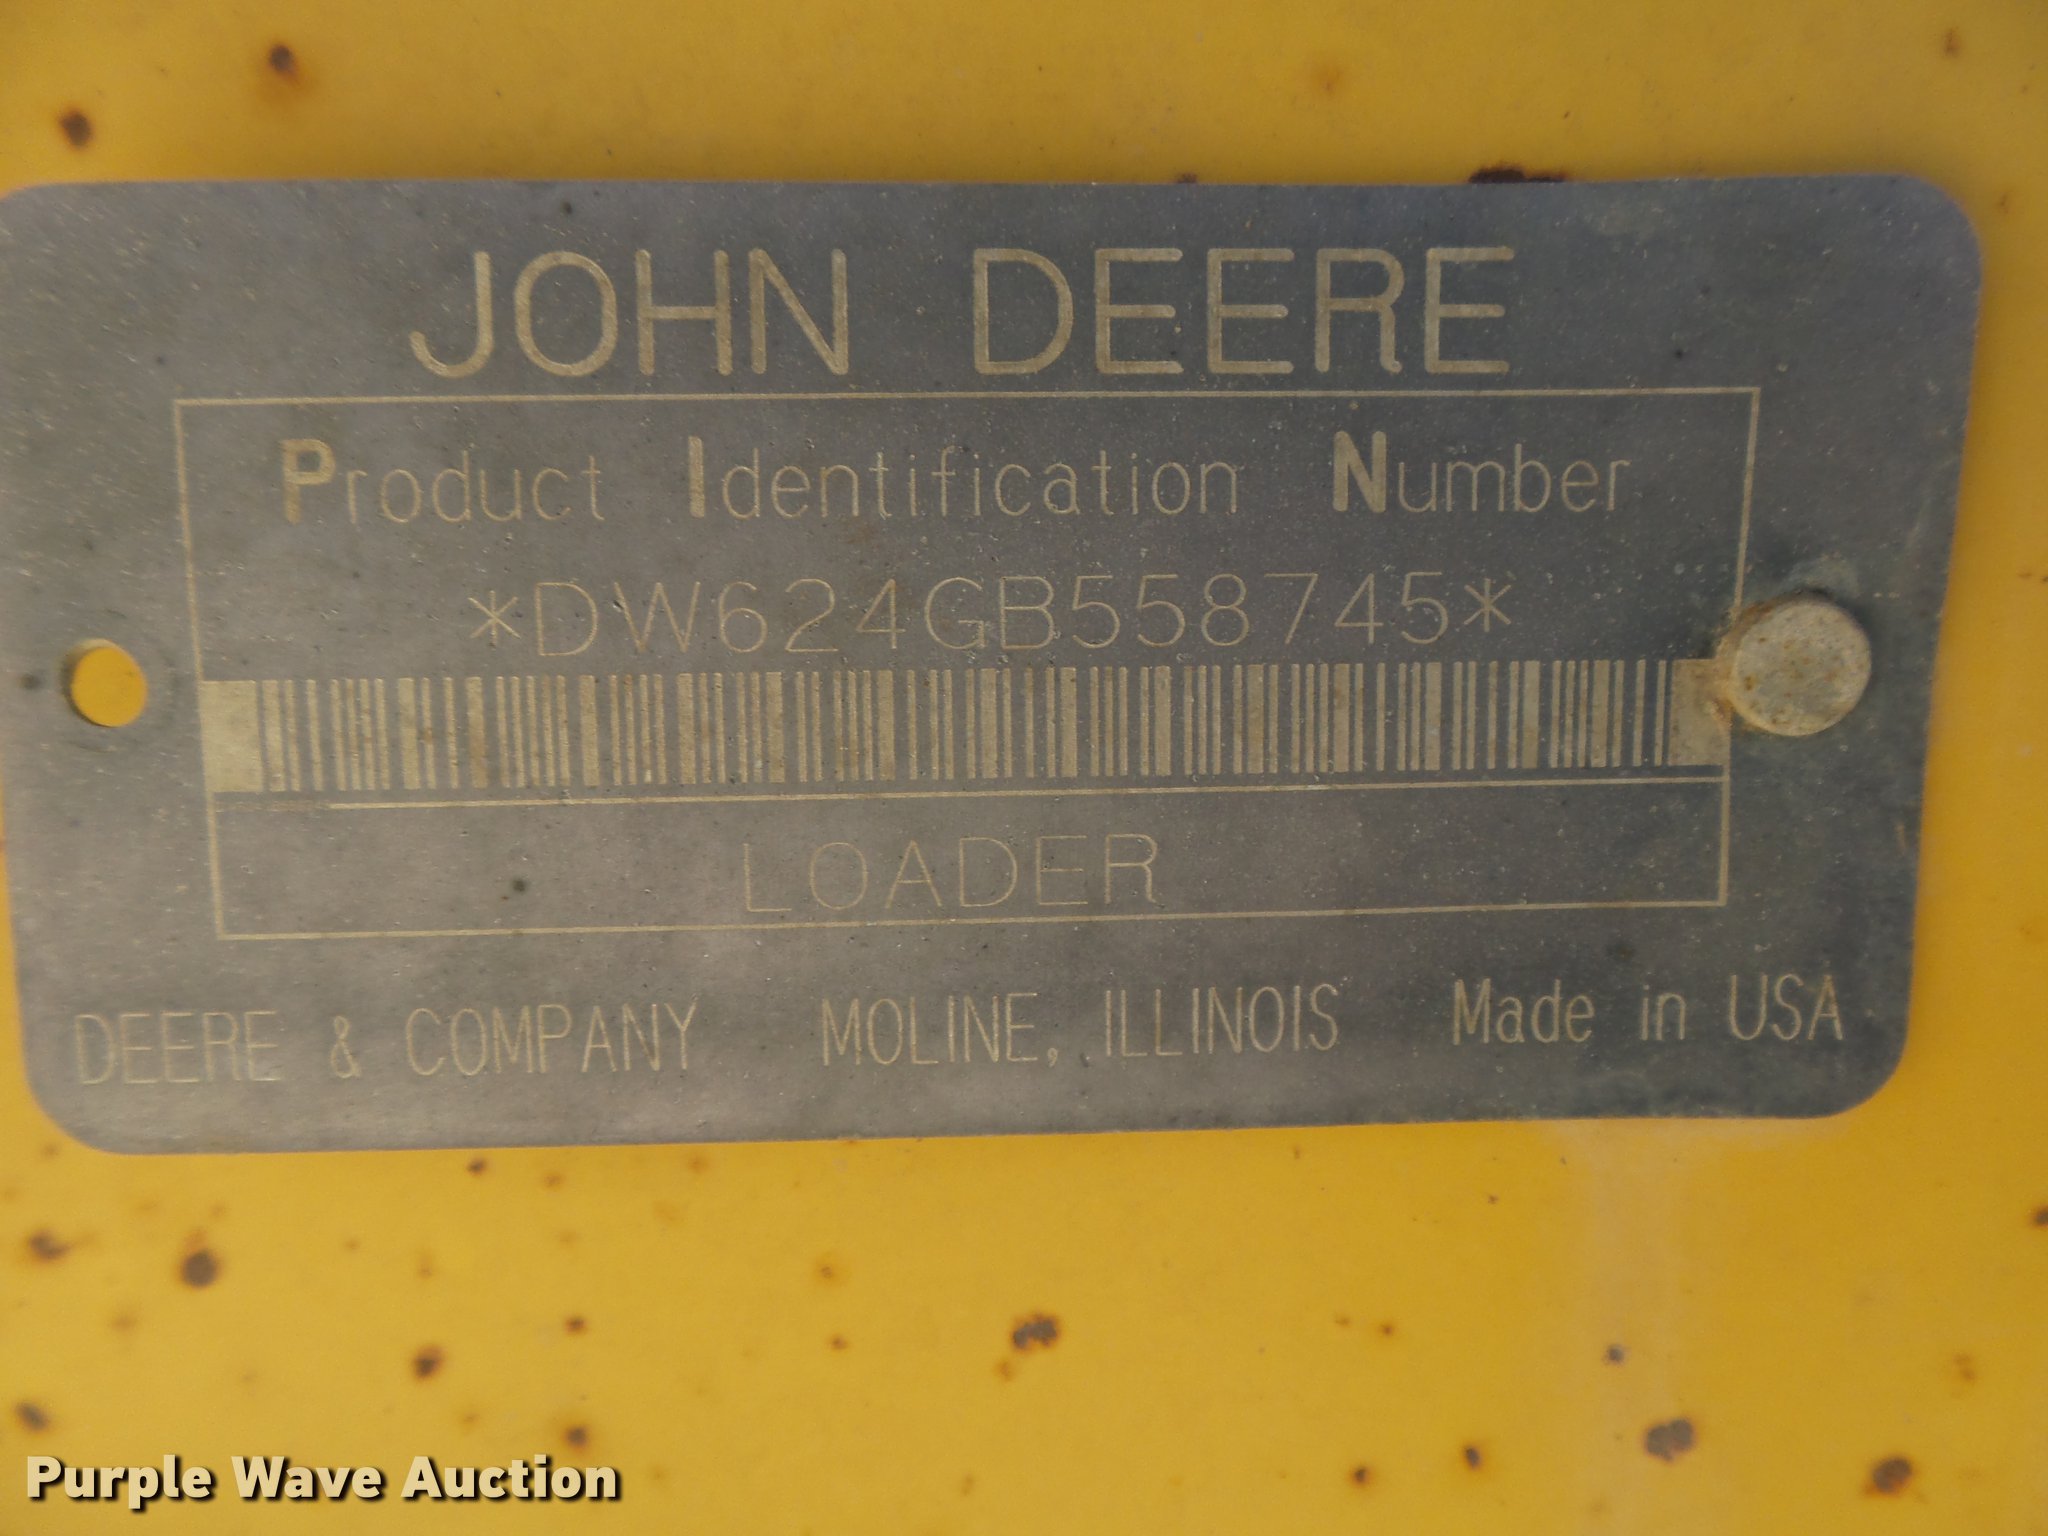 JOHN DEERE
Product Identification Number
*DW624GB558745*
LOADER
DEERE & COMPANY MOLINE, ILLINOIS Made in USA
Purple Wave Auction